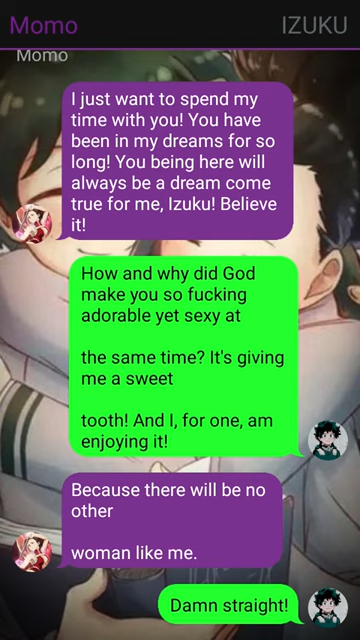 Momo
IZUKU
Momo
I just want to spend my
time with you! You have
been in my dreams for so
long! You being here will
always be a dream come
true for me, Izuku! Believe
it!
How and why did God
make you so fucking
adorable yet sexy at
the same time? It's giving
me a sweet
tooth! And I, for one, am
enjoying it!
Because there will be no
other
woman like me.
Damn straight!